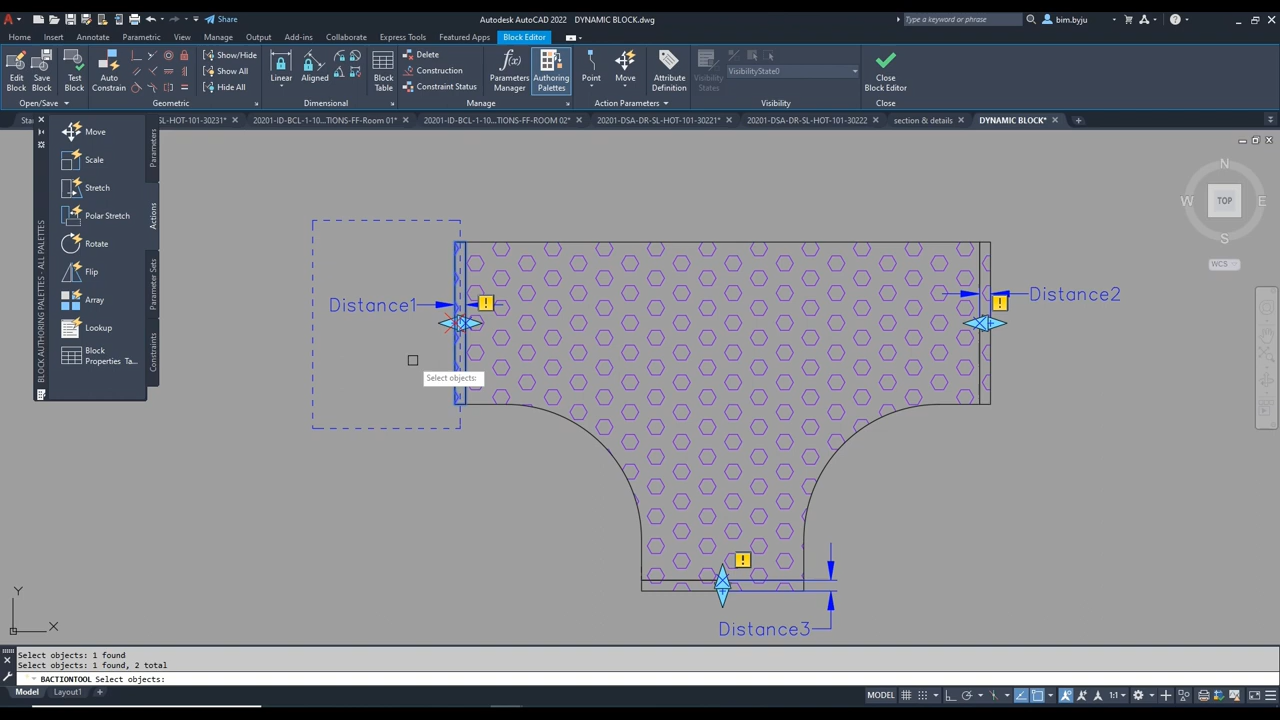 Share
Autodesk AutoCAD 2022 DYNAMIC BLOCK.dwg
Type a keyword or phrase
bim.byju
Home Insert Annotate Parametric View Manage Output Add-ins Collaborate Express Tools Featured Apps Block Editor
Edit Block
Save Block
Test Block
Auto Constrain
Show/Hide
Show All
Hide All
Linear
Aligned
Block Table
Delete
Construction
Constraint Status
Parameters Manager
Authoring Palettes
Point
Move
Attribute Definition
Visibility States
VisibilityState0
Close Block Editor
Open/Save Geometric Dimensional Manage Action Parameters Visibility Close
Sta
SL-HOT-101-30231*
20201-ID-BCL-1-10...TIONS-FF-Room 01*
20201-ID-BCL-1-10...TIONS-FF-ROOM 02*
20201-DSA-DR-SL-HOT-101-30221*
20201-DSA-DR-SL-HOT-101-30222
section & details
DYNAMIC BLOCK*
Move
Scale
Stretch
Polar Stretch
Rotate
Flip
Array
Lookup
Block
Properties Ta...
Parameters
Actions
Parameter Sets
Constraints
BLOCK AUTHORING PALETTES - ALL PALETTES
N
W TOP E
S
WCS
Distance1
Distance2
Select objects:
Distance3
Y
X
Select objects: 1 found
Select objects: 1 found, 2 total
BACTIONTOOL Select objects:
Model Layout1
MODEL
1:1